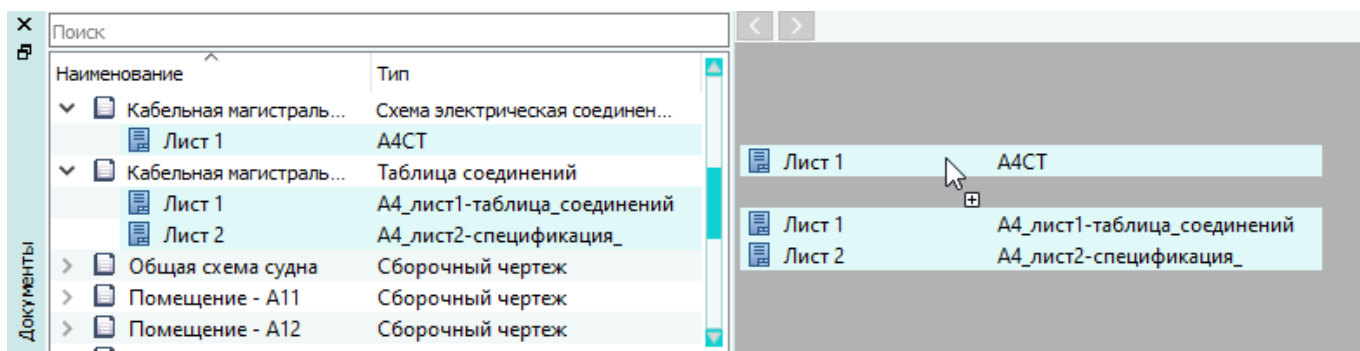 Поиск
Наименование Тип
Кабельная магистраль... Схема электрическая соединен...
Лист 1 А4СТ
Кабельная магистраль... Таблица соединений
Лист 1 А4_лист1-таблица_соединений
Лист 2 А4_лист2-спецификация_
Общая схема судна Сборочный чертеж
Помещение - А11 Сборочный чертеж
Помещение - А12 Сборочный чертеж
Документы
Лист 1 А4СТ
Лист 1 А4_лист1-таблица_соединений
Лист 2 А4_лист2-спецификация_